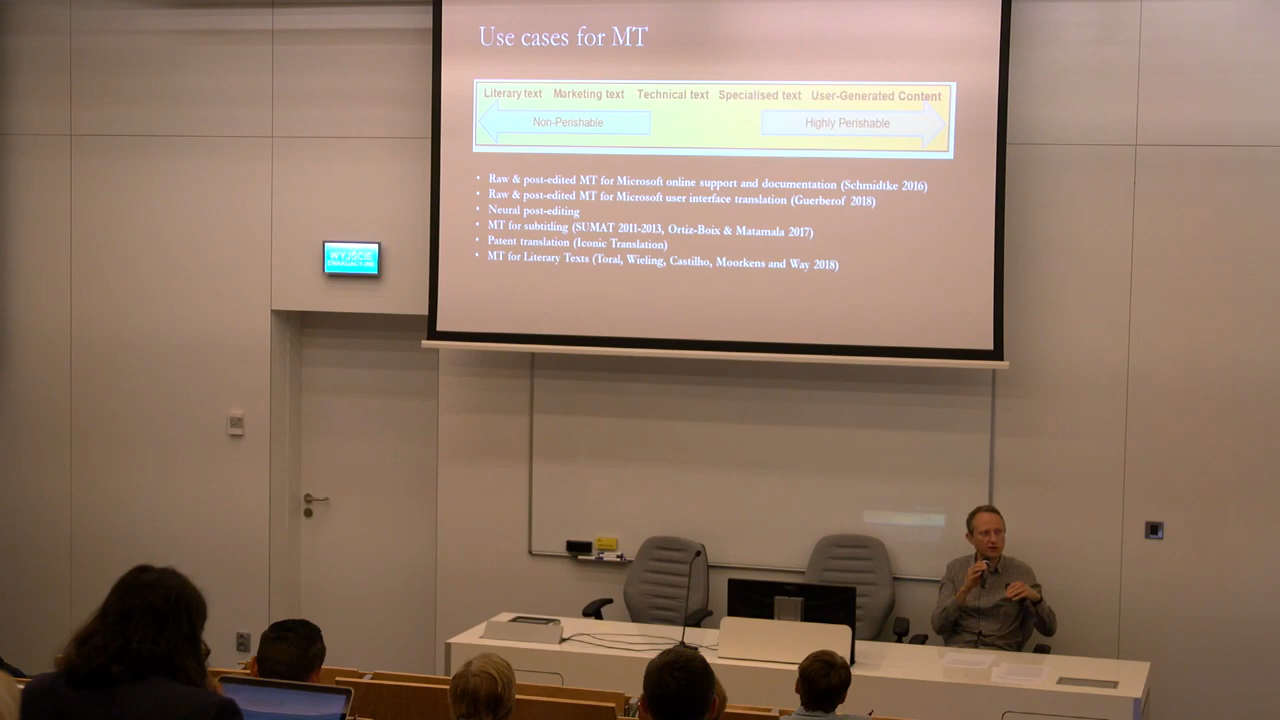 Use cases for MT
Literary text Marketing text Technical text Specialised text User-Generated Content
Non-Perishable Highly Perishable
• Raw & post-edited MT for Microsoft online support and documentation (Schmidtke 2016)
• Raw & post-edited MT for Microsoft user interface translation (Guerberof 2018)
• Neural post-editing
• MT for subtitling (SUMAT 2011-2013, Ortiz-Boix & Matamala 2017)
• Patent translation (Iconic Translation)
• MT for Literary Texts (Toral, Wieling, Castilho, Moorkens and Way 2018)
WYJŚCIE
EWAKUACYJNE